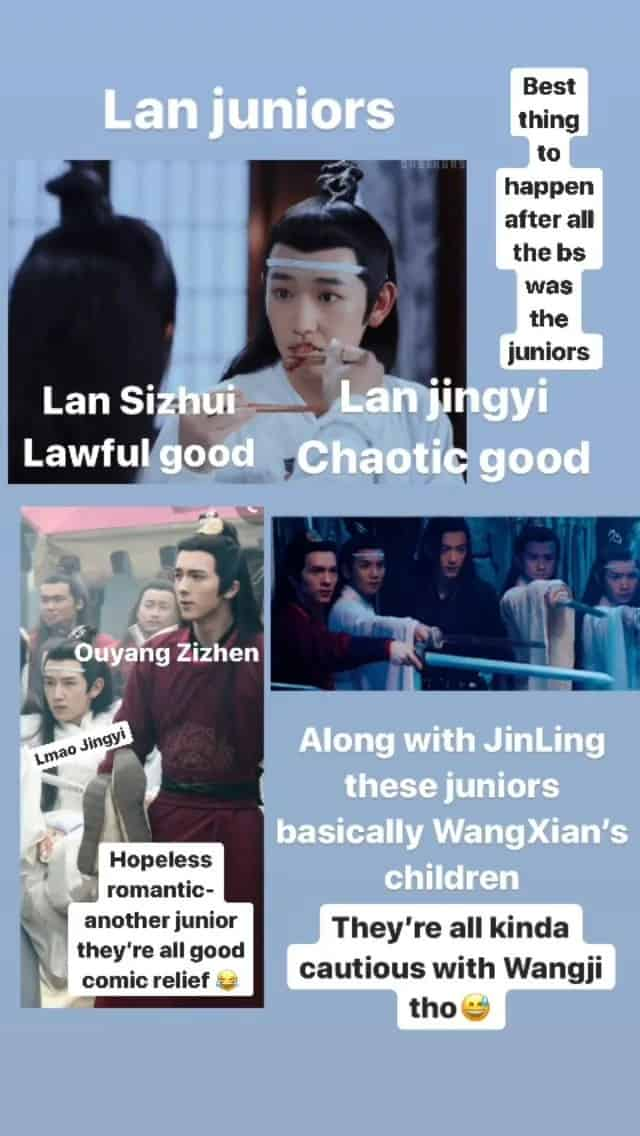 Lan juniors
Best
thing
to
happen
after all
the bs
was
the
juniors
Lan Sizhui
Lawful good
Lan jingyi
Chaotic good
Ouyang Zizhen
Lmao Jingyi
Hopeless
romantic-
another junior
they're all good
comic relief 😂
Along with JinLing
these juniors
basically WangXian's
children
They're all kinda
cautious with Wangji
tho😅